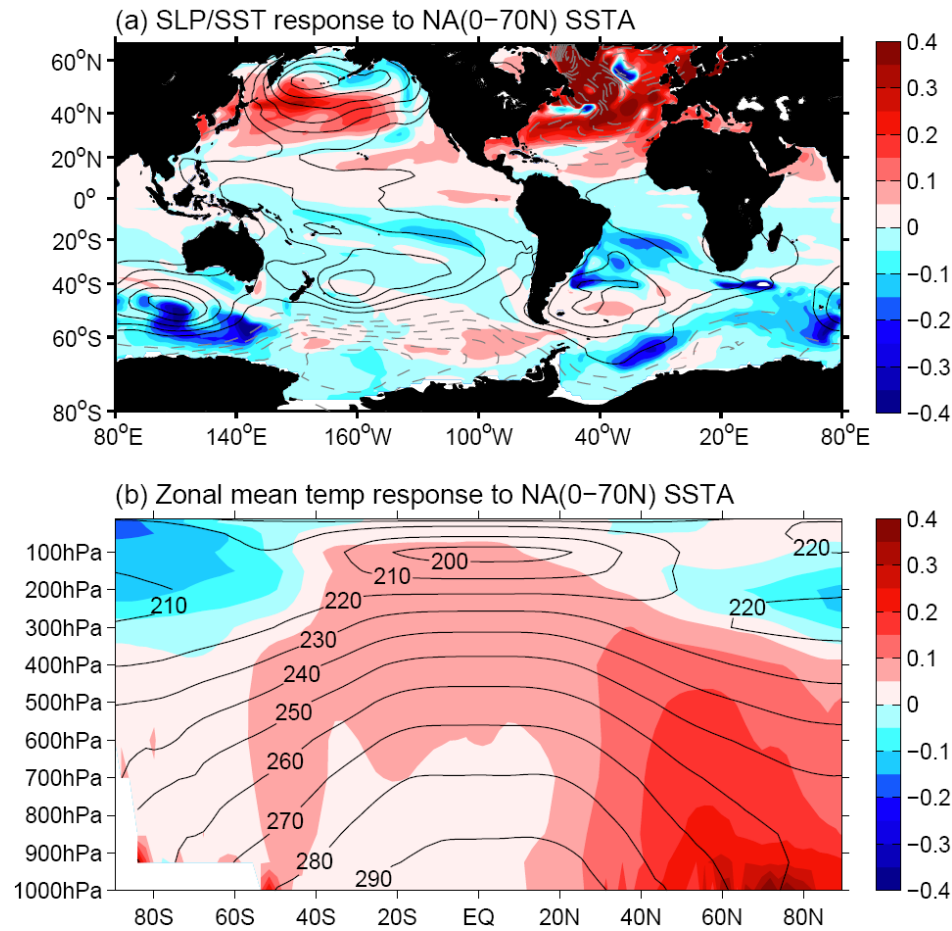 (a) SLP/SST response to NA(0−70N) SSTA
60°N
40°N
20°N
0°
20°S
40°S
60°S
80°S
80°E 140°E 160°W 100°W 40°W 20°E 80°E
0.4
0.3
0.2
0.1
0
−0.1
−0.2
−0.3
−0.4
(b) Zonal mean temp response to NA(0−70N) SSTA
100hPa
200hPa
300hPa
400hPa
500hPa
600hPa
700hPa
800hPa
900hPa
1000hPa
220
200
210
210
220
220
230
240
250
260
270
280
290
80S 60S 40S 20S EQ 20N 40N 60N 80N
0.4
0.3
0.2
0.1
0
−0.1
−0.2
−0.3
−0.4